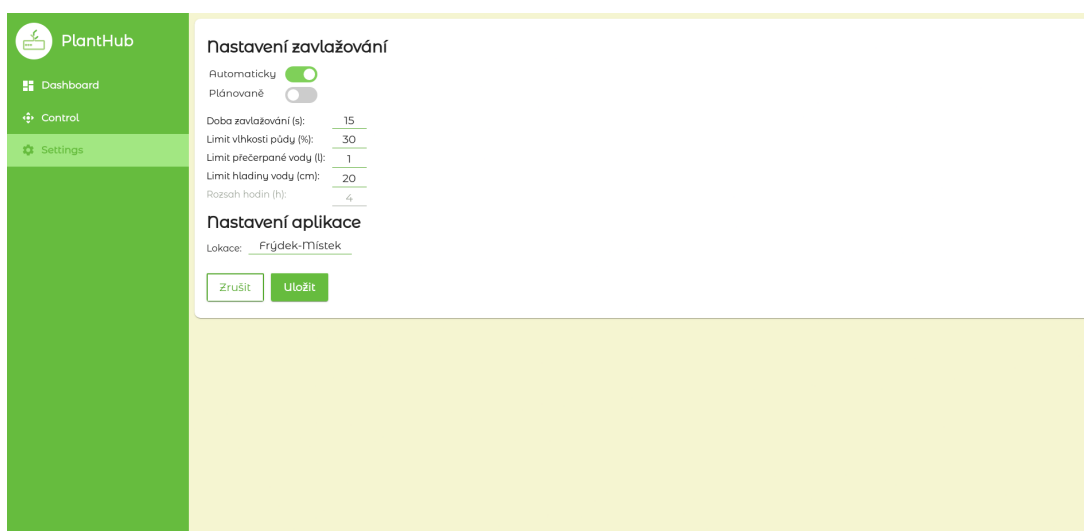 PlantHub
Dashboard
Control
Settings
Nastavení zavlažování
Automaticky
Plánovaně
Doba zavlažování (s): 15
Limit vlhkosti půdy (%): 30
Limit přečerpané vody (l): 1
Limit hladiny vody (cm): 20
Rozsah hodin (h): 4
Nastavení aplikace
Lokace: Frýdek-Místek
Zrušit Uložit